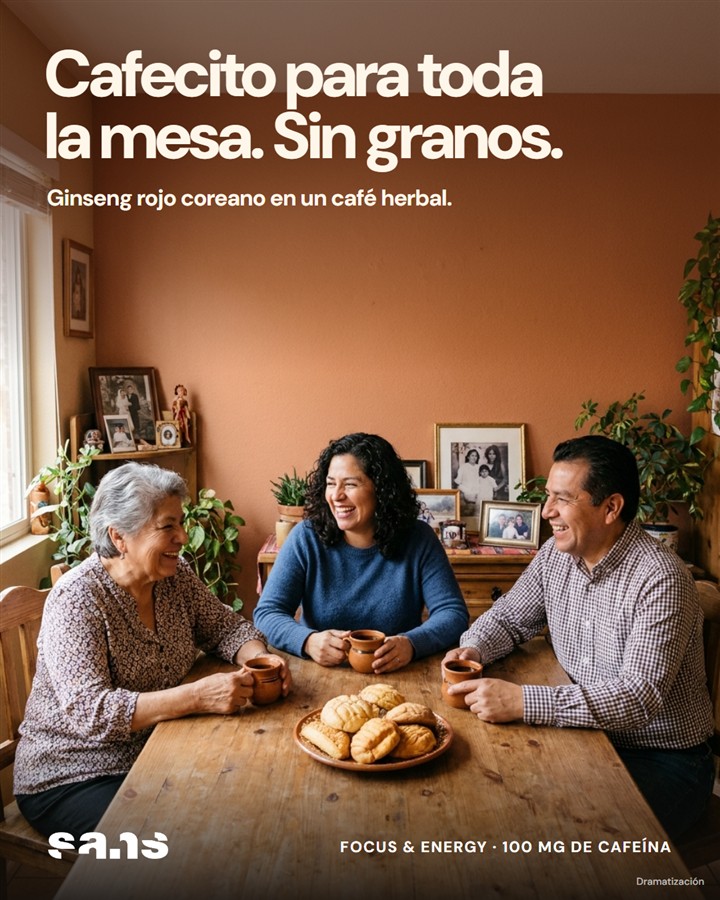 Cafecito para toda
la mesa. Sin granos.
Ginseng rojo coreano en un café herbal.
sans
FOCUS & ENERGY · 100 MG DE CAFEÍNA
Dramatización